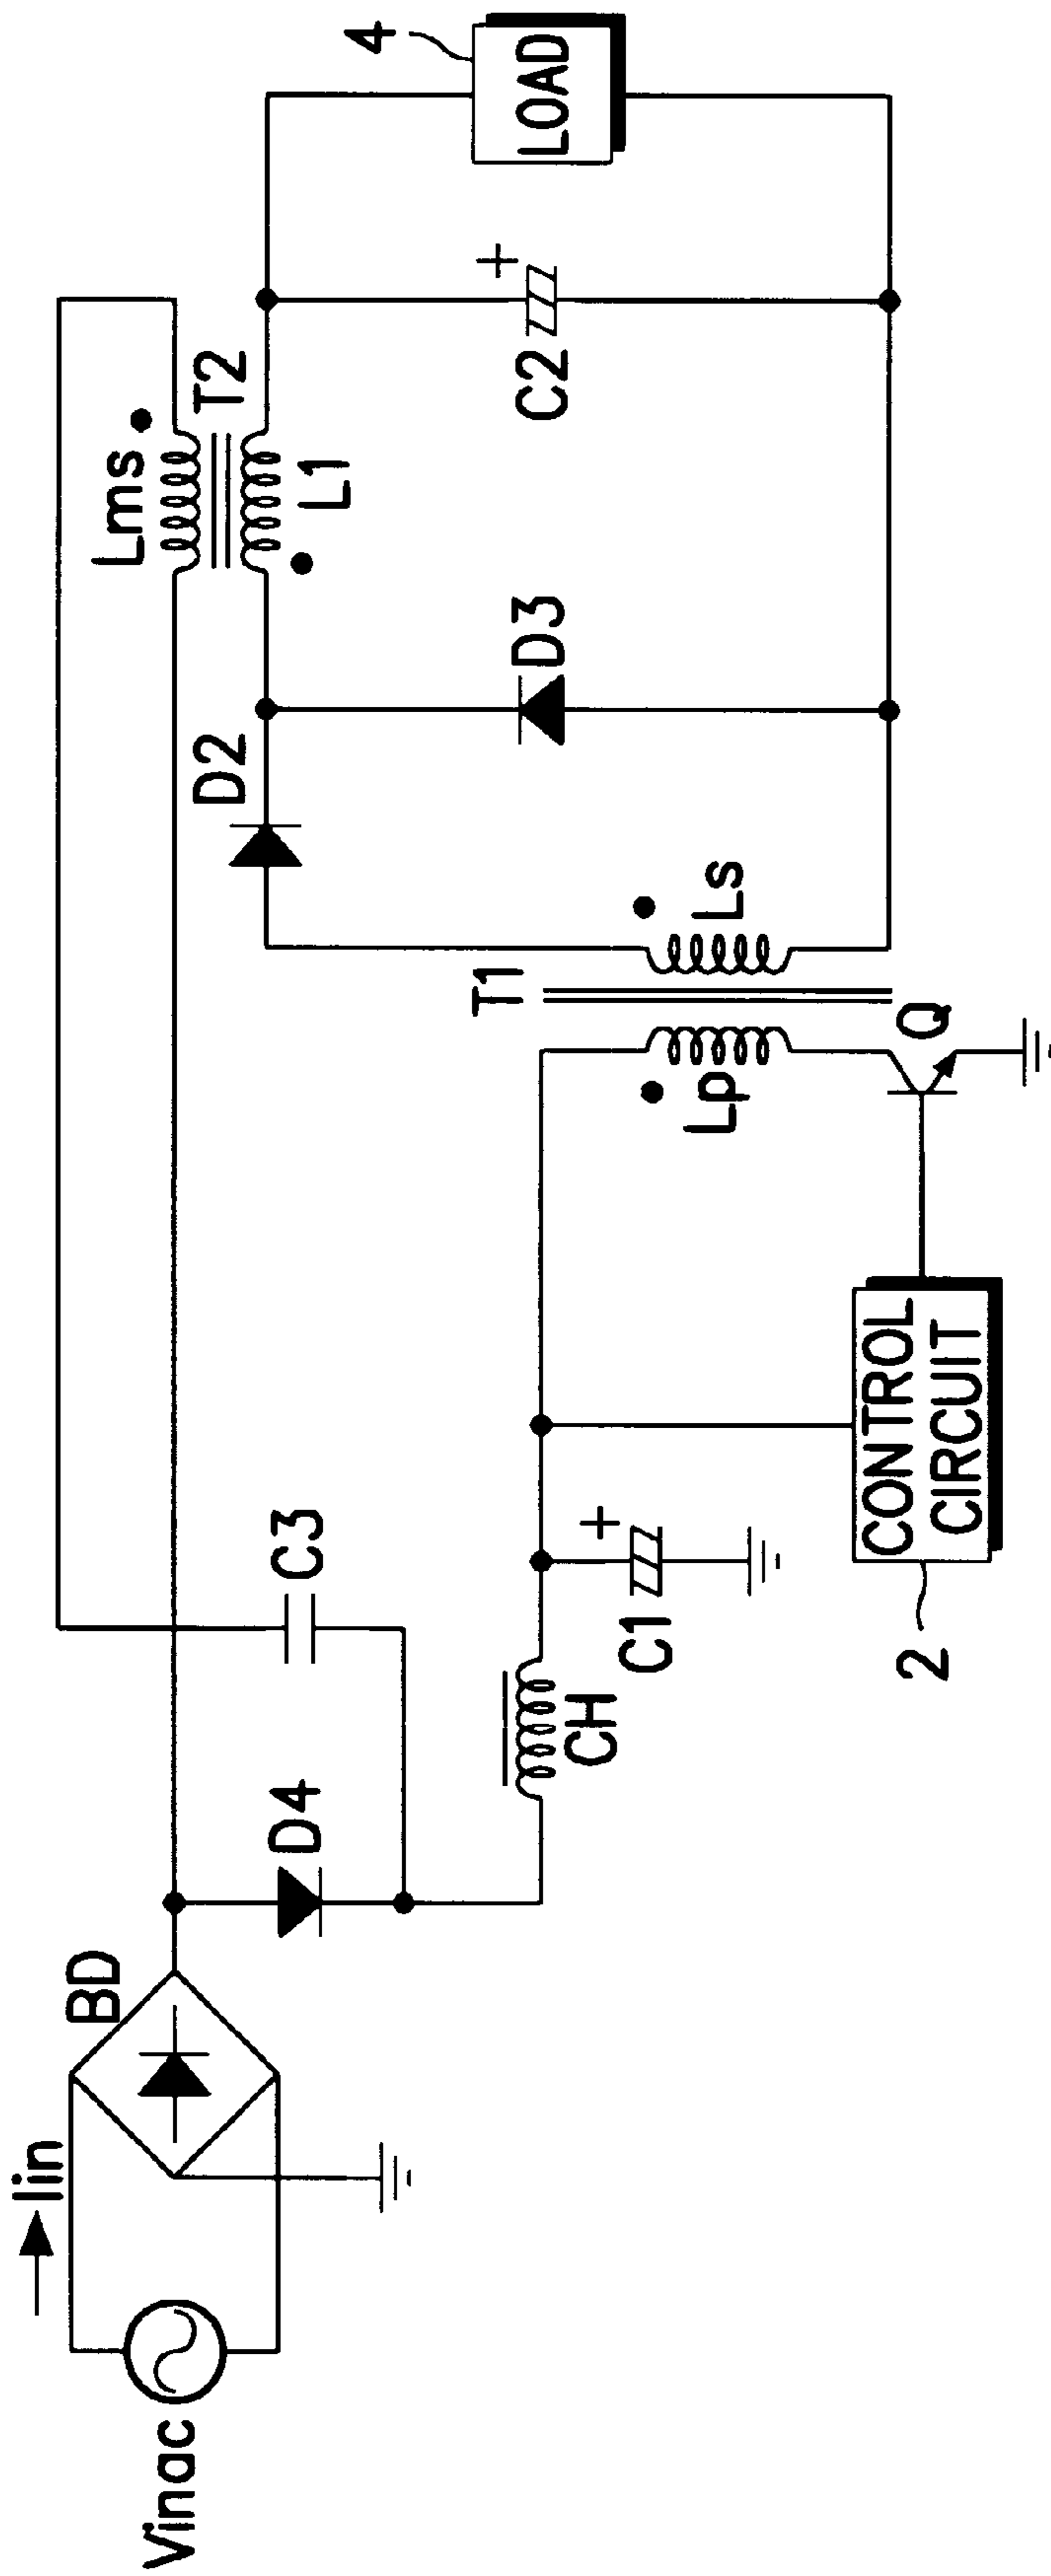 Vinac
Iin
BD
D4
C3
CH
C1
+
2
CONTROL
CIRCUIT
Q
Lp
T1
Ls
D2
D3
Lms
T2
L1
C2
+
LOAD
4